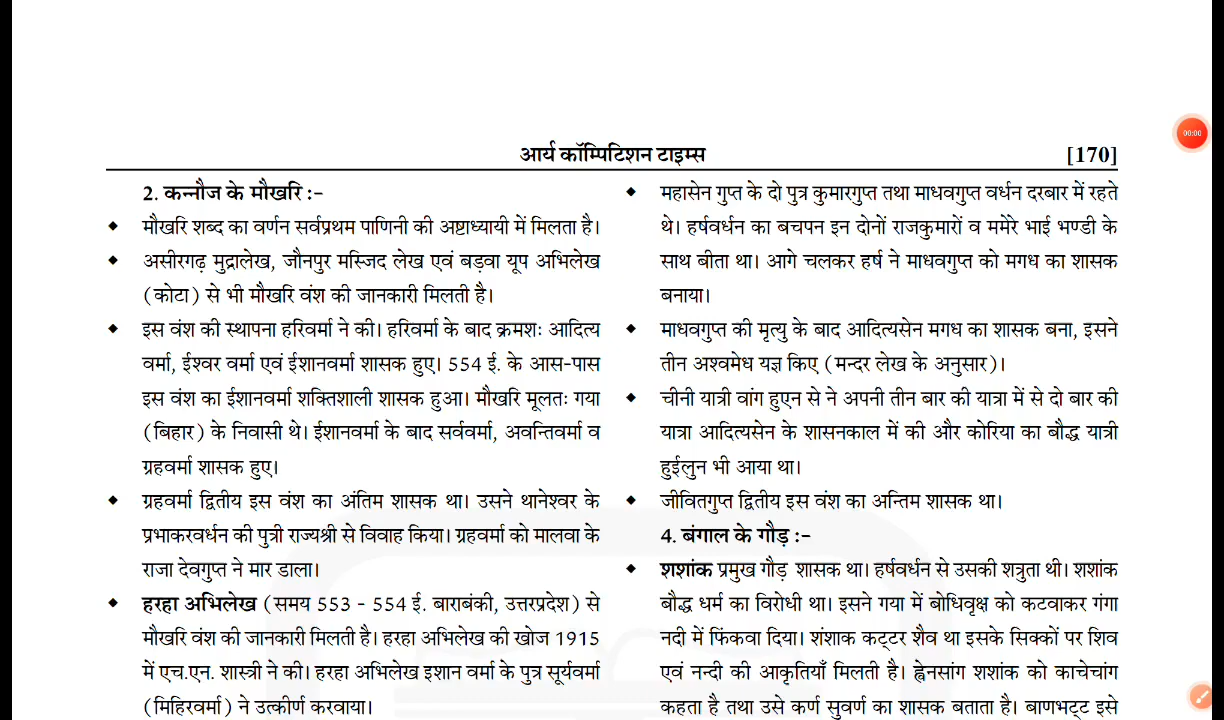 आर्य कॉम्पिटिशन टाइम्स [170]
2. कन्नौज के मौखरि :-
◆ मौखरि शब्द का वर्णन सर्वप्रथम पाणिनी की अष्टाध्यायी में मिलता है।
◆ असीरगढ़ मुद्रालेख, जौनपुर मस्जिद लेख एवं बड़वा यूप अभिलेख
(कोटा) से भी मौखरि वंश की जानकारी मिलती है।
◆ इस वंश की स्थापना हरिवर्मा ने की। हरिवर्मा के बाद क्रमशः आदित्य
वर्मा, ईश्वर वर्मा एवं ईशानवर्मा शासक हुए। 554 ई. के आस-पास
इस वंश का ईशानवर्मा शक्तिशाली शासक हुआ। मौखरि मूलतः गया
(बिहार) के निवासी थे। ईशानवर्मा के बाद सर्ववर्मा, अवन्तिवर्मा व
ग्रहवर्मा शासक हुए।
◆ ग्रहवर्मा द्वितीय इस वंश का अंतिम शासक था। उसने थानेश्वर के
प्रभाकरवर्धन की पुत्री राज्यश्री से विवाह किया। ग्रहवर्मा को मालवा के
राजा देवगुप्त ने मार डाला।
◆ हरहा अभिलेख (समय 553 - 554 ई. बाराबंकी, उत्तरप्रदेश) से
मौखरि वंश की जानकारी मिलती है। हरहा अभिलेख की खोज 1915
में एच.एन. शास्त्री ने की। हरहा अभिलेख इशान वर्मा के पुत्र सूर्यवर्मा
(मिहिरवर्मा) ने उत्कीर्ण करवाया।
◆ महासेन गुप्त के दो पुत्र कुमारगुप्त तथा माधवगुप्त वर्धन दरबार में रहते
थे। हर्षवर्धन का बचपन इन दोनों राजकुमारों व ममेरे भाई भण्डी के
साथ बीता था। आगे चलकर हर्ष ने माधवगुप्त को मगध का शासक
बनाया।
◆ माधवगुप्त की मृत्यु के बाद आदित्यसेन मगध का शासक बना, इसने
तीन अश्वमेध यज्ञ किए (मन्दर लेख के अनुसार)।
◆ चीनी यात्री वांग हुएन से ने अपनी तीन बार की यात्रा में से दो बार की
यात्रा आदित्यसेन के शासनकाल में की और कोरिया का बौद्ध यात्री
हुईलुन भी आया था।
◆ जीवितगुप्त द्वितीय इस वंश का अन्तिम शासक था।
4. बंगाल के गौड़ :-
◆ शशांक प्रमुख गौड़ शासक था। हर्षवर्धन से उसकी शत्रुता थी। शशांक
बौद्ध धर्म का विरोधी था। इसने गया में बोधिवृक्ष को कटवाकर गंगा
नदी में फिंकवा दिया। शंशाक कट्टर शैव था इसके सिक्कों पर शिव
एवं नन्दी की आकृतियाँ मिलती है। ह्वेनसांग शशांक को काचेचांग
कहता है तथा उसे कर्ण सुवर्ण का शासक बताता है। बाणभट्ट इसे
00:00